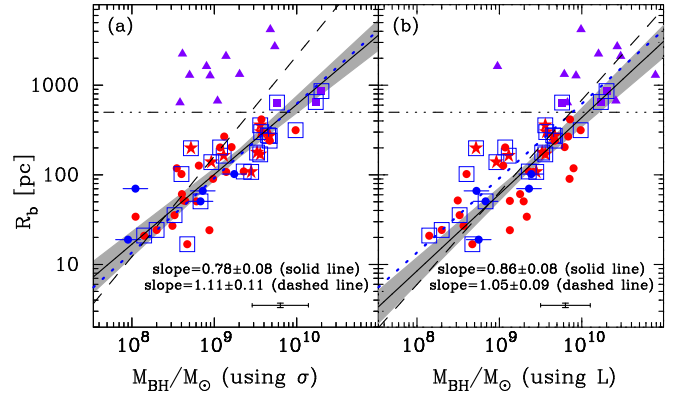 (a)
(b)
1000
100
10
R_b [pc]
slope=0.78±0.08 (solid line)
slope=1.11±0.11 (dashed line)
slope=0.86±0.08 (solid line)
slope=1.05±0.09 (dashed line)
10^8 10^9 10^10
10^8 10^9 10^10
M_BH/M_⊙ (using σ)
M_BH/M_⊙ (using L)